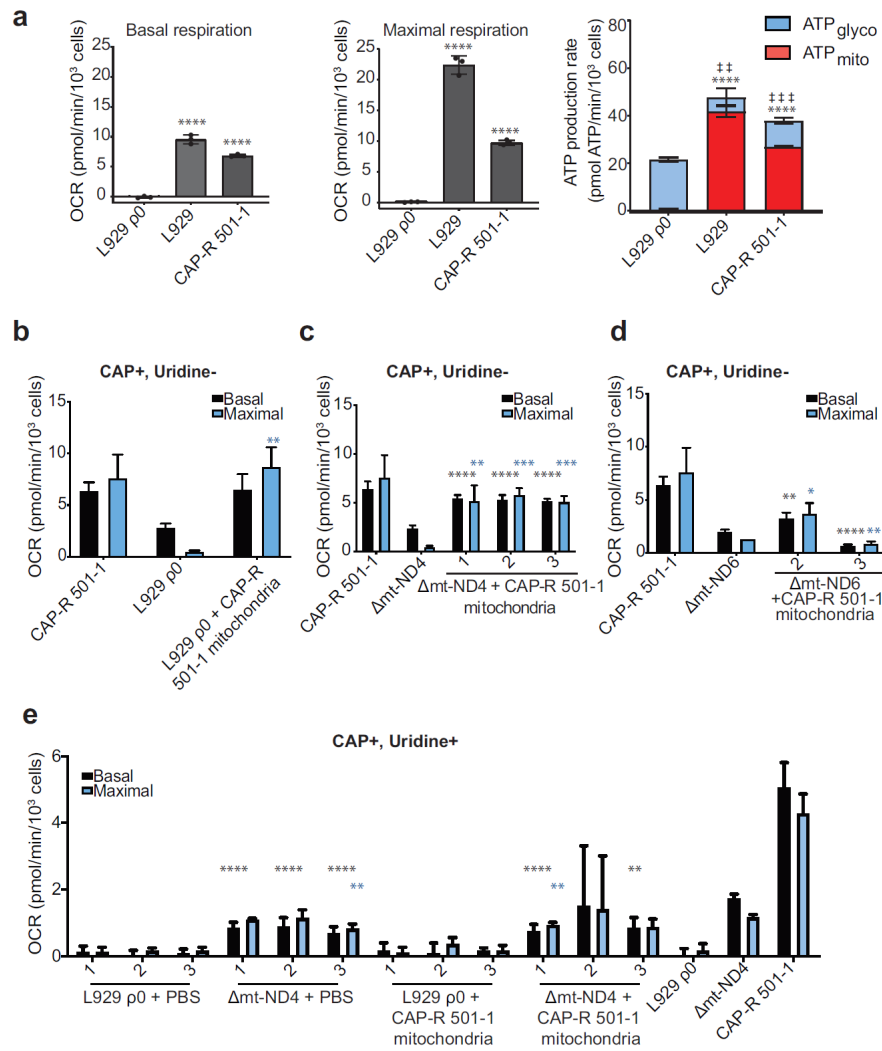 a
Basal respiration
OCR (pmol/min/10³ cells)
25
20
15
10
5
0
****
****
L929 ρ0
L929
CAP-R 501-1
Maximal respiration
OCR (pmol/min/10³ cells)
25
20
15
10
5
0
****
****
L929 ρ0
L929
CAP-R 501-1
ATP glyco
ATP mito
ATP production rate
(pmol ATP/min/10³ cells)
80
60
40
20
0
‡‡
****
‡‡‡
****
L929 ρ0
L929
CAP-R 501-1
b
CAP+, Uridine-
Basal
Maximal
OCR (pmol/min/10³ cells)
15
10
5
0
**
CAP-R 501-1
L929 ρ0
L929 ρ0 + CAP-R
501-1 mitochondria
c
CAP+, Uridine-
Basal
Maximal
OCR (pmol/min/10³ cells)
15
10
5
0
**** ** **** *** **** ***
CAP-R 501-1
Δmt-ND4
1 2 3
Δmt-ND4 + CAP-R 501-1
mitochondria
d
CAP+, Uridine-
Basal
Maximal
OCR (pmol/min/10³ cells)
15
10
5
0
** * **** **
CAP-R 501-1
Δmt-ND6
2 3
Δmt-ND6
+CAP-R 501-1
mitochondria
e
CAP+, Uridine+
Basal
Maximal
OCR (pmol/min/10³ cells)
6
4
2
0
**** **** **** ** **** ** **
1 2 3
L929 ρ0 + PBS
1 2 3
Δmt-ND4 + PBS
1 2 3
L929 ρ0 +
CAP-R 501-1
mitochondria
1 2 3
Δmt-ND4 +
CAP-R 501-1
mitochondria
L929 ρ0
Δmt-ND4
CAP-R 501-1